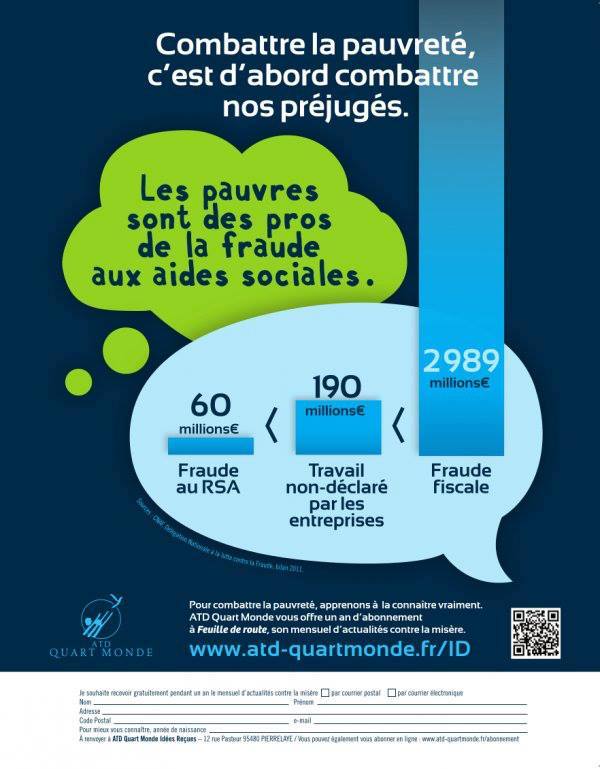 Combattre la pauvreté,
c’est d’abord combattre
nos préjugés.
Les pauvres
sont des pros
de la fraude
aux aides sociales.
60
millions€
Fraude
au RSA
<
190
millions€
Travail
non-déclaré
par les
entreprises
<
2989
millions€
Fraude
fiscale
Sources : CNAF, Délégation Nationale à la lutte contre la Fraude, bilan 2011.
ATD
QUART MONDE
Pour combattre la pauvreté, apprenons à la connaître vraiment.
ATD Quart Monde vous offre un an d’abonnement
à Feuille de route, son mensuel d’actualités contre la misère.
www.atd-quartmonde.fr/ID
Je souhaite recevoir gratuitement pendant un an le mensuel d’actualités contre la misère par courrier postal par courrier électronique
Nom Prénom
Adresse
Code Postal e-mail
Pour mieux vous connaître, année de naissance
À renvoyer à ATD Quart Monde Idées Reçues – 12 rue Pasteur 95480 PIERRELAYE / Vous pouvez également vous abonner en ligne : www.atd-quartmonde.fr/abonnement